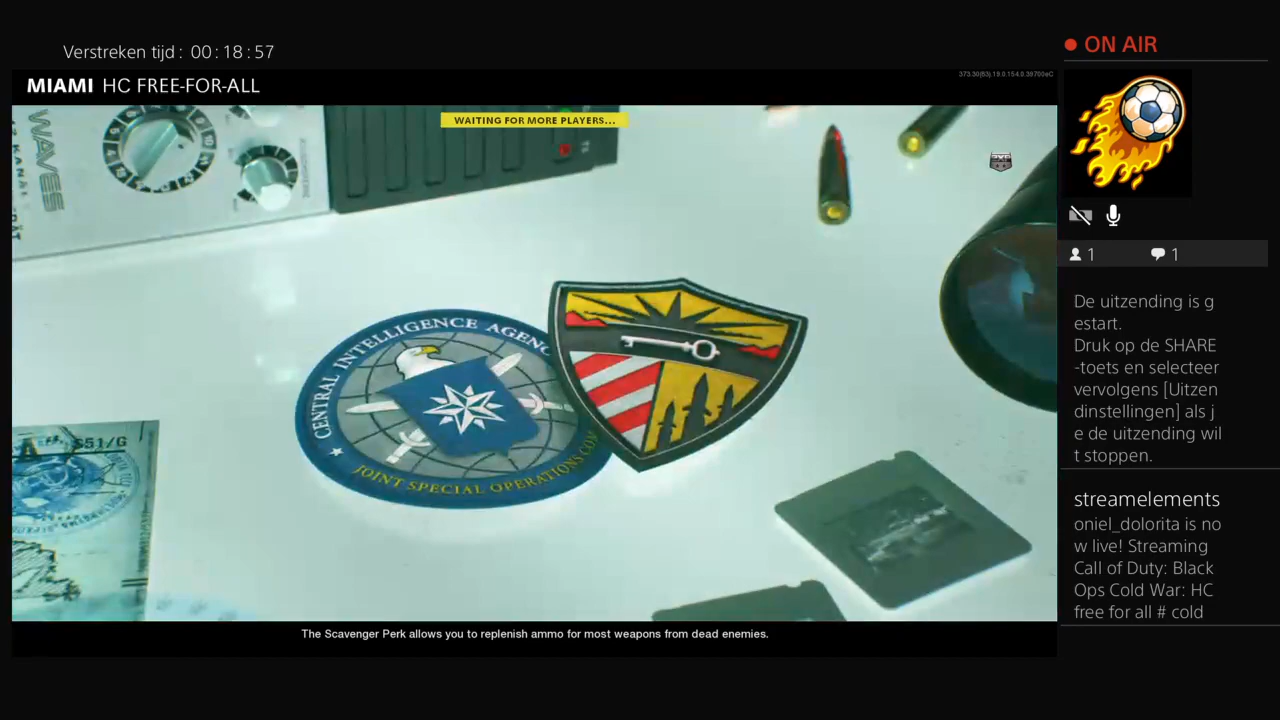 Verstreken tijd: 00:18:57
ON AIR
MIAMI HC FREE-FOR-ALL
WAITING FOR MORE PLAYERS...
WAVES
CENTRAL INTELLIGENCE AGENC
JOINT SPECIAL OPERATIONS COM
S51/G
1 1
De uitzending is g
estart.
Druk op de SHARE
-toets en selecteer
vervolgens [Uitzen
dinstellingen] als j
e de uitzending wil
t stoppen.
streamelements
oniel_dolorita is no
w live! Streaming
Call of Duty: Black
Ops Cold War: HC
free for all # cold
The Scavenger Perk allows you to replenish ammo for most weapons from dead enemies.